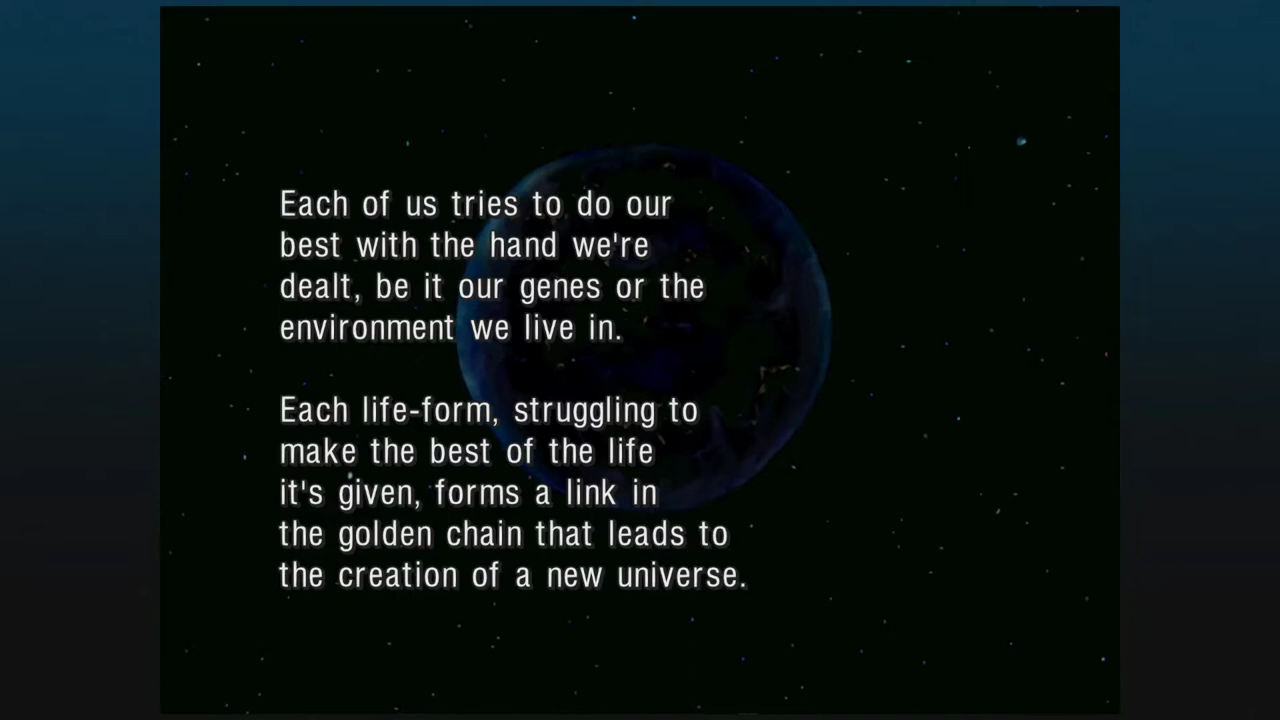 Each of us tries to do our
best with the hand we're
dealt, be it our genes or the
environment we live in.
Each life-form, struggling to
make the best of the life
it's given, forms a link in
the golden chain that leads to
the creation of a new universe.